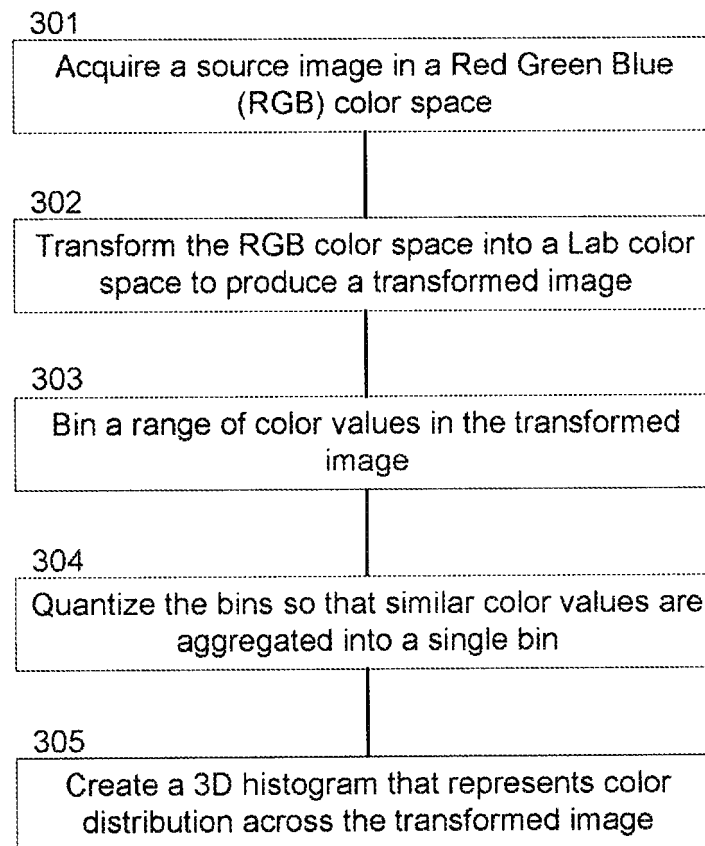 301
Acquire a source image in a Red Green Blue
(RGB) color space
302
Transform the RGB color space into a Lab color
space to produce a transformed image
303
Bin a range of color values in the transformed
image
304
Quantize the bins so that similar color values are
aggregated into a single bin
305
Create a 3D histogram that represents color
distribution across the transformed image